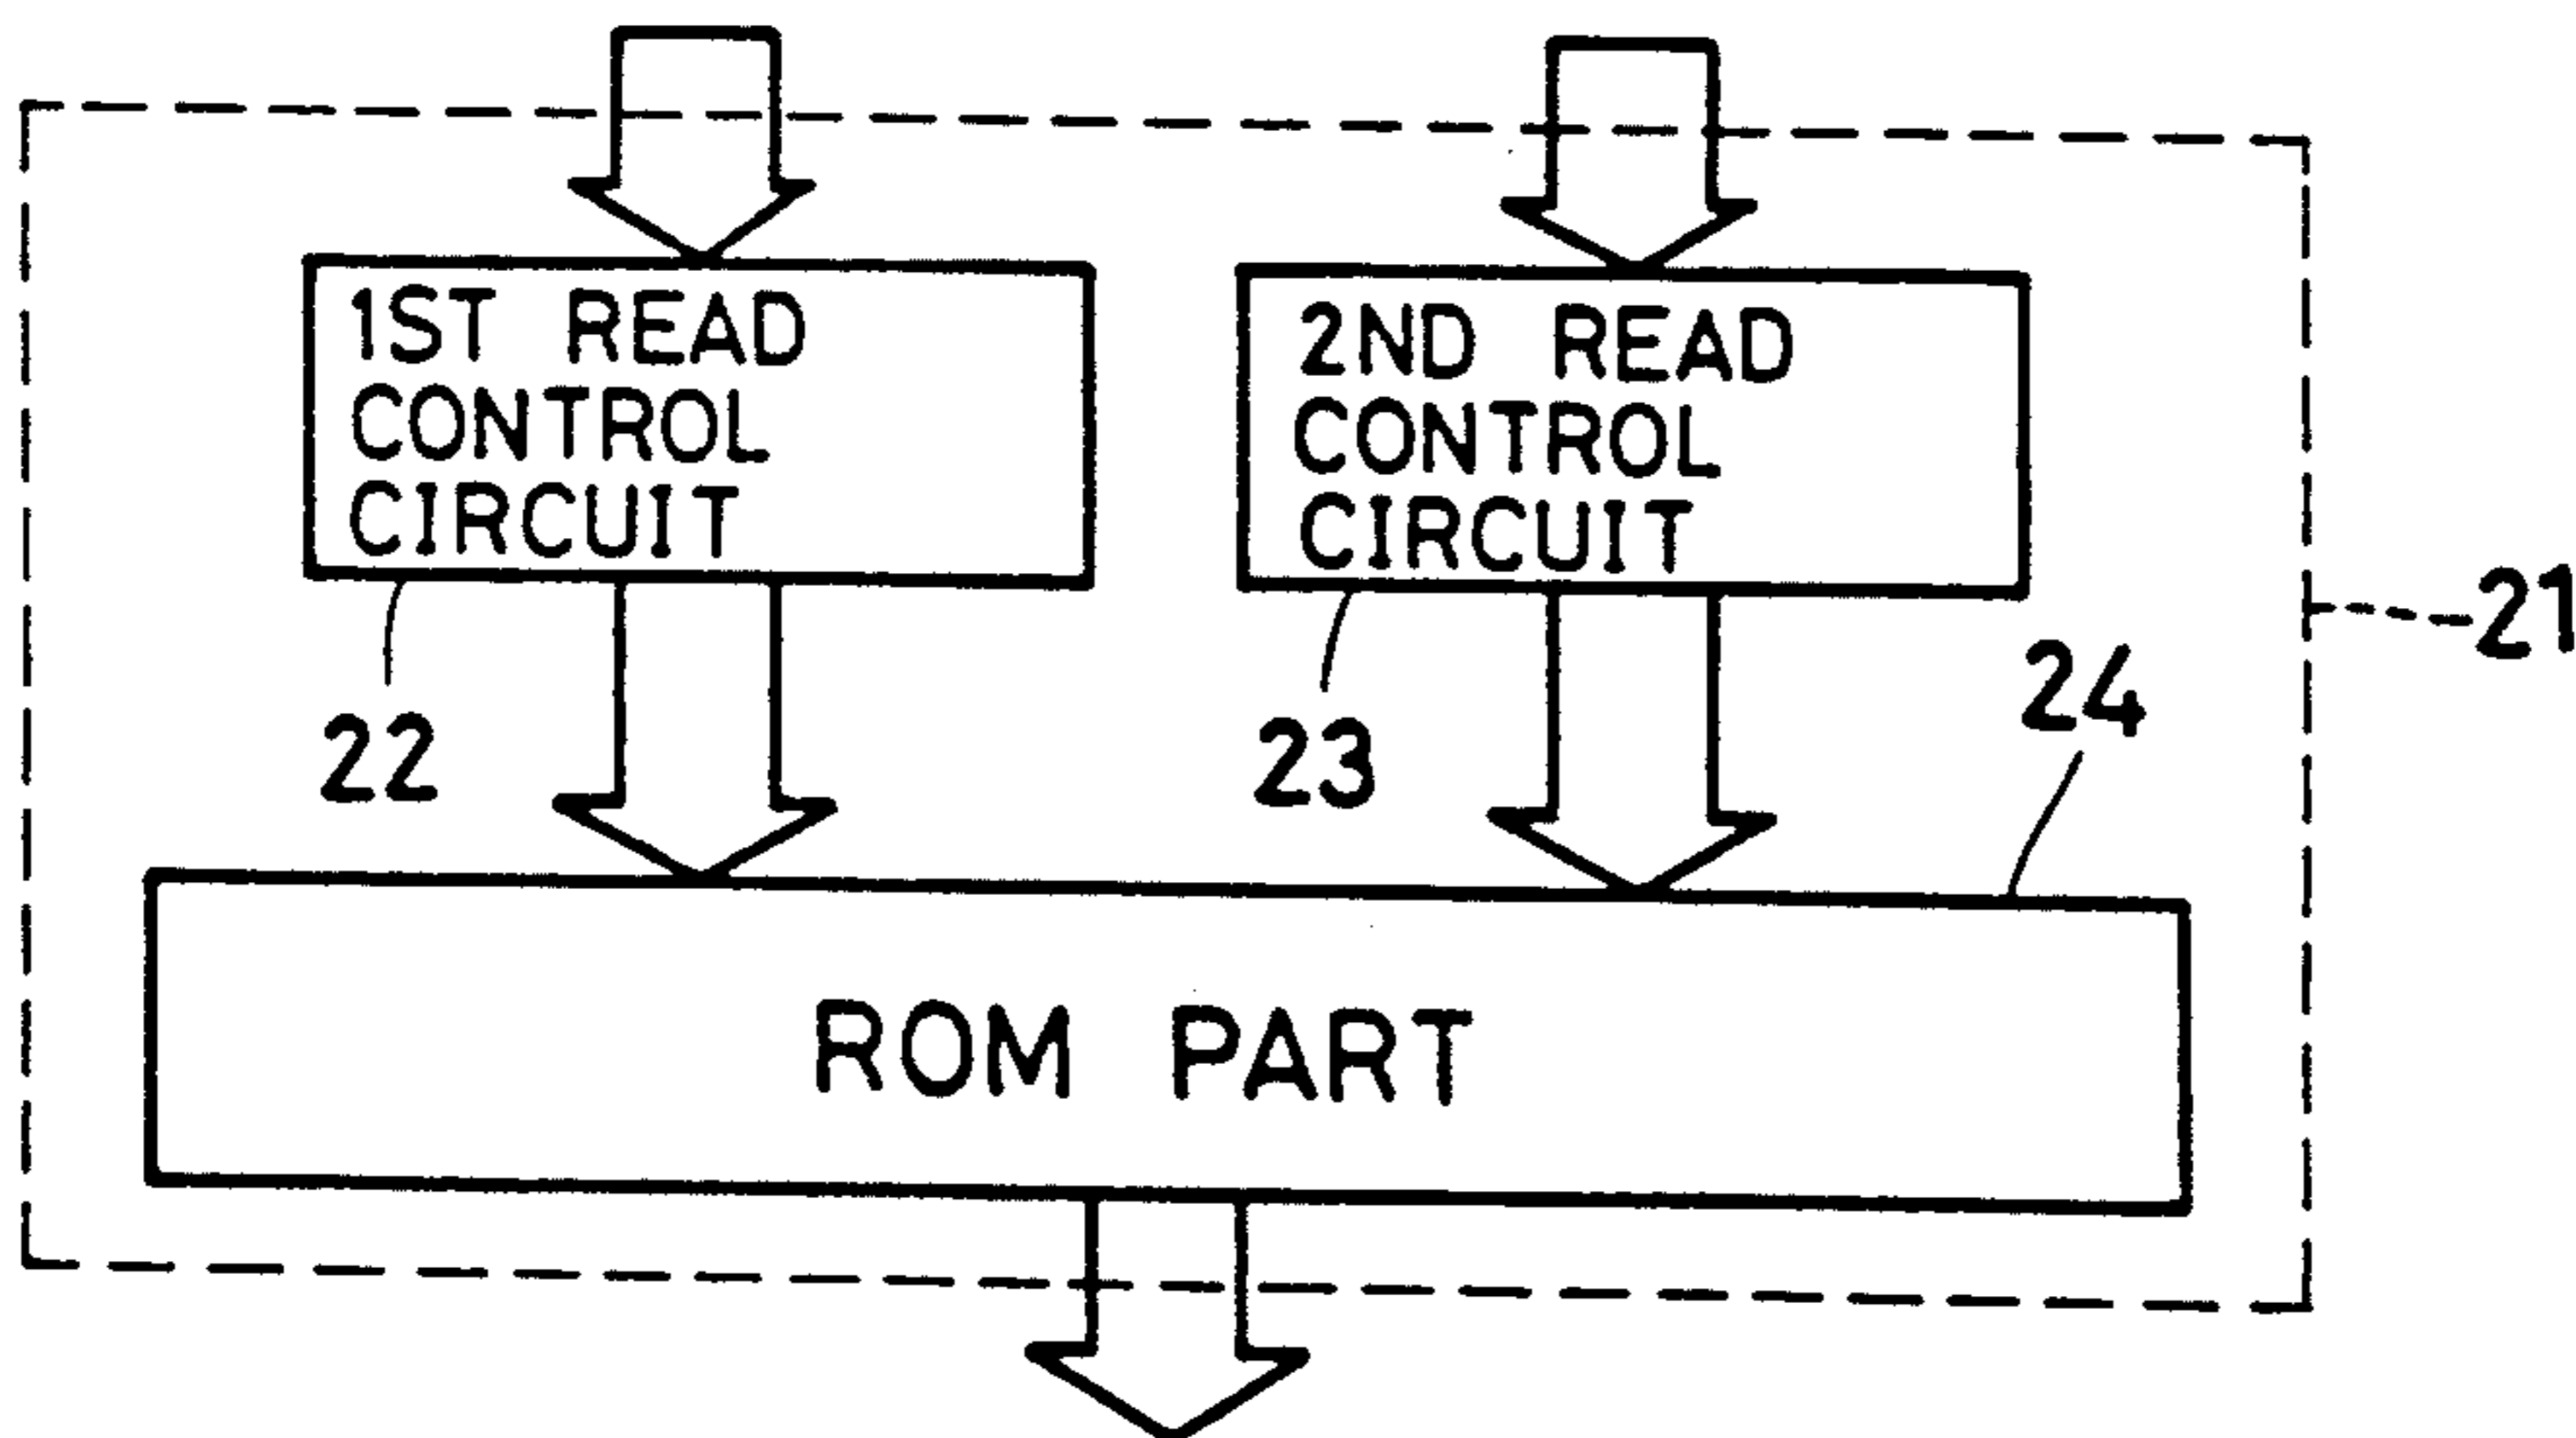 1ST READ
CONTROL
CIRCUIT
2ND READ
CONTROL
CIRCUIT
21
22
23
24
ROM PART